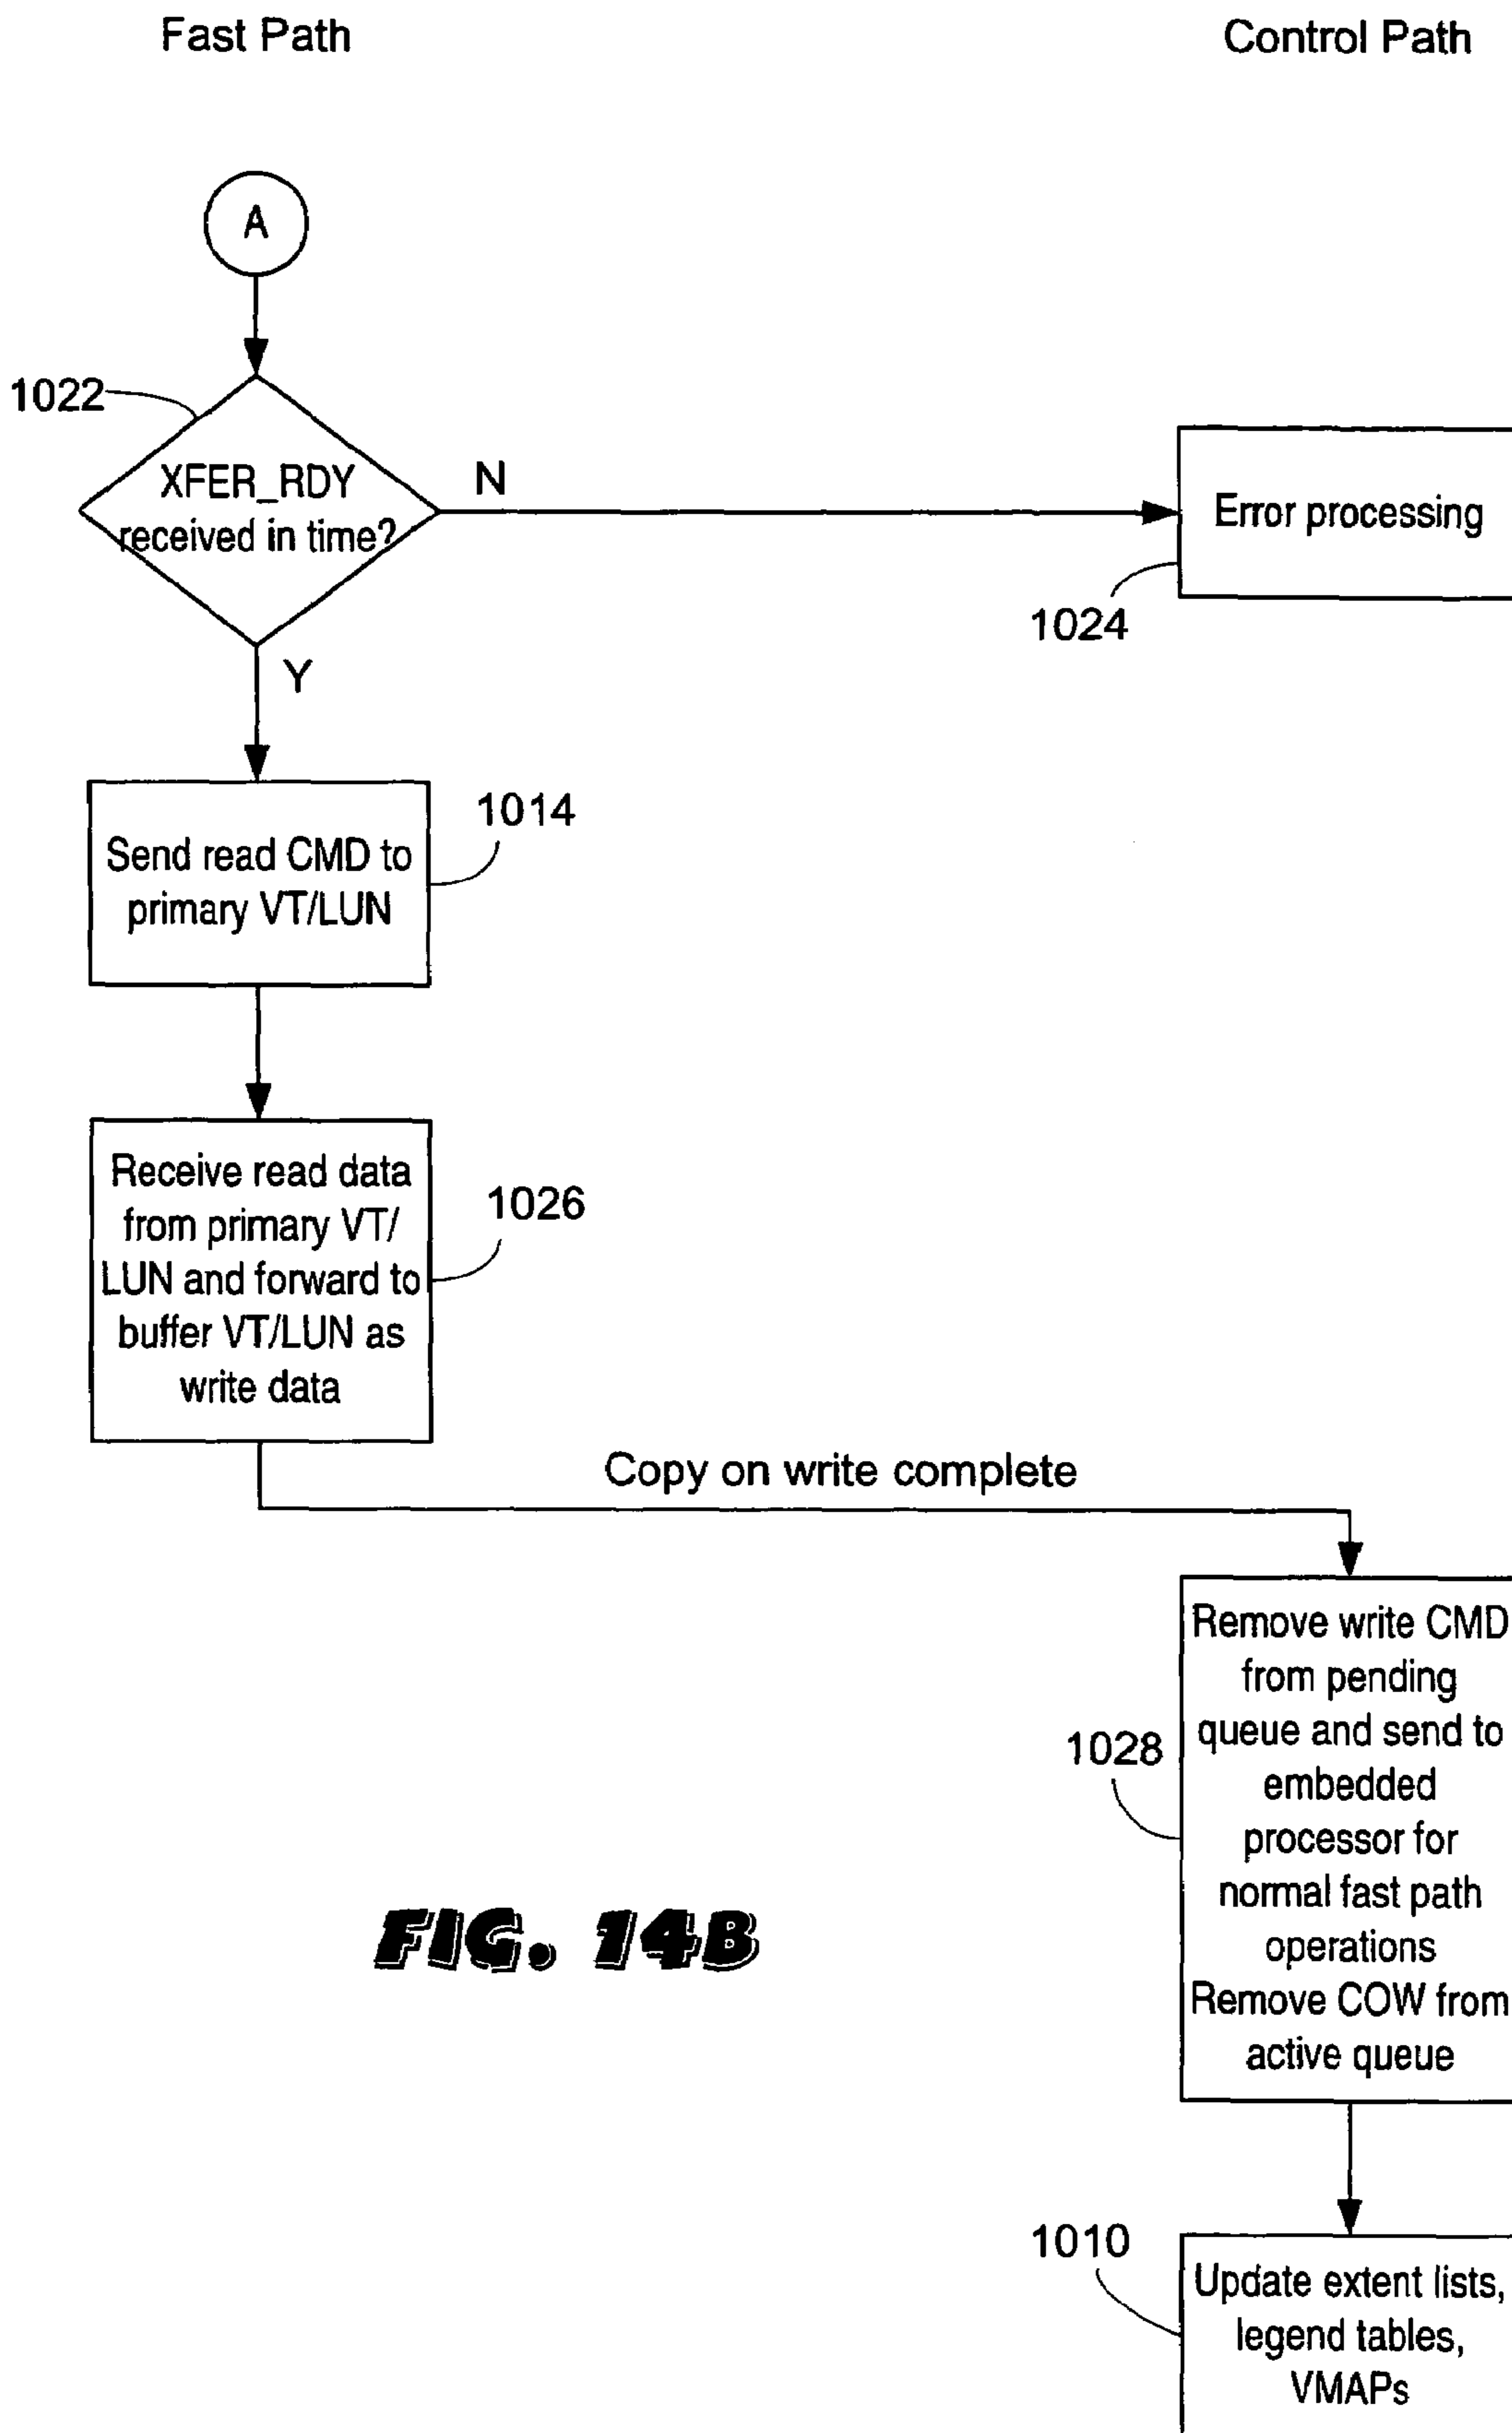 Fast Path
Control Path
A
1022
XFER_RDY
received in time?
N
Error processing
1024
Y
1014
Send read CMD to
primary VT/LUN
Receive read data
from primary VT/
LUN and forward to
buffer VT/LUN as
write data
1026
Copy on write complete
Remove write CMD
from pending
queue and send to
embedded
processor for
normal fast path
operations
Remove COW from
active queue
1028
FIG. 14B
1010
Update extent lists,
legend tables,
VMAPs